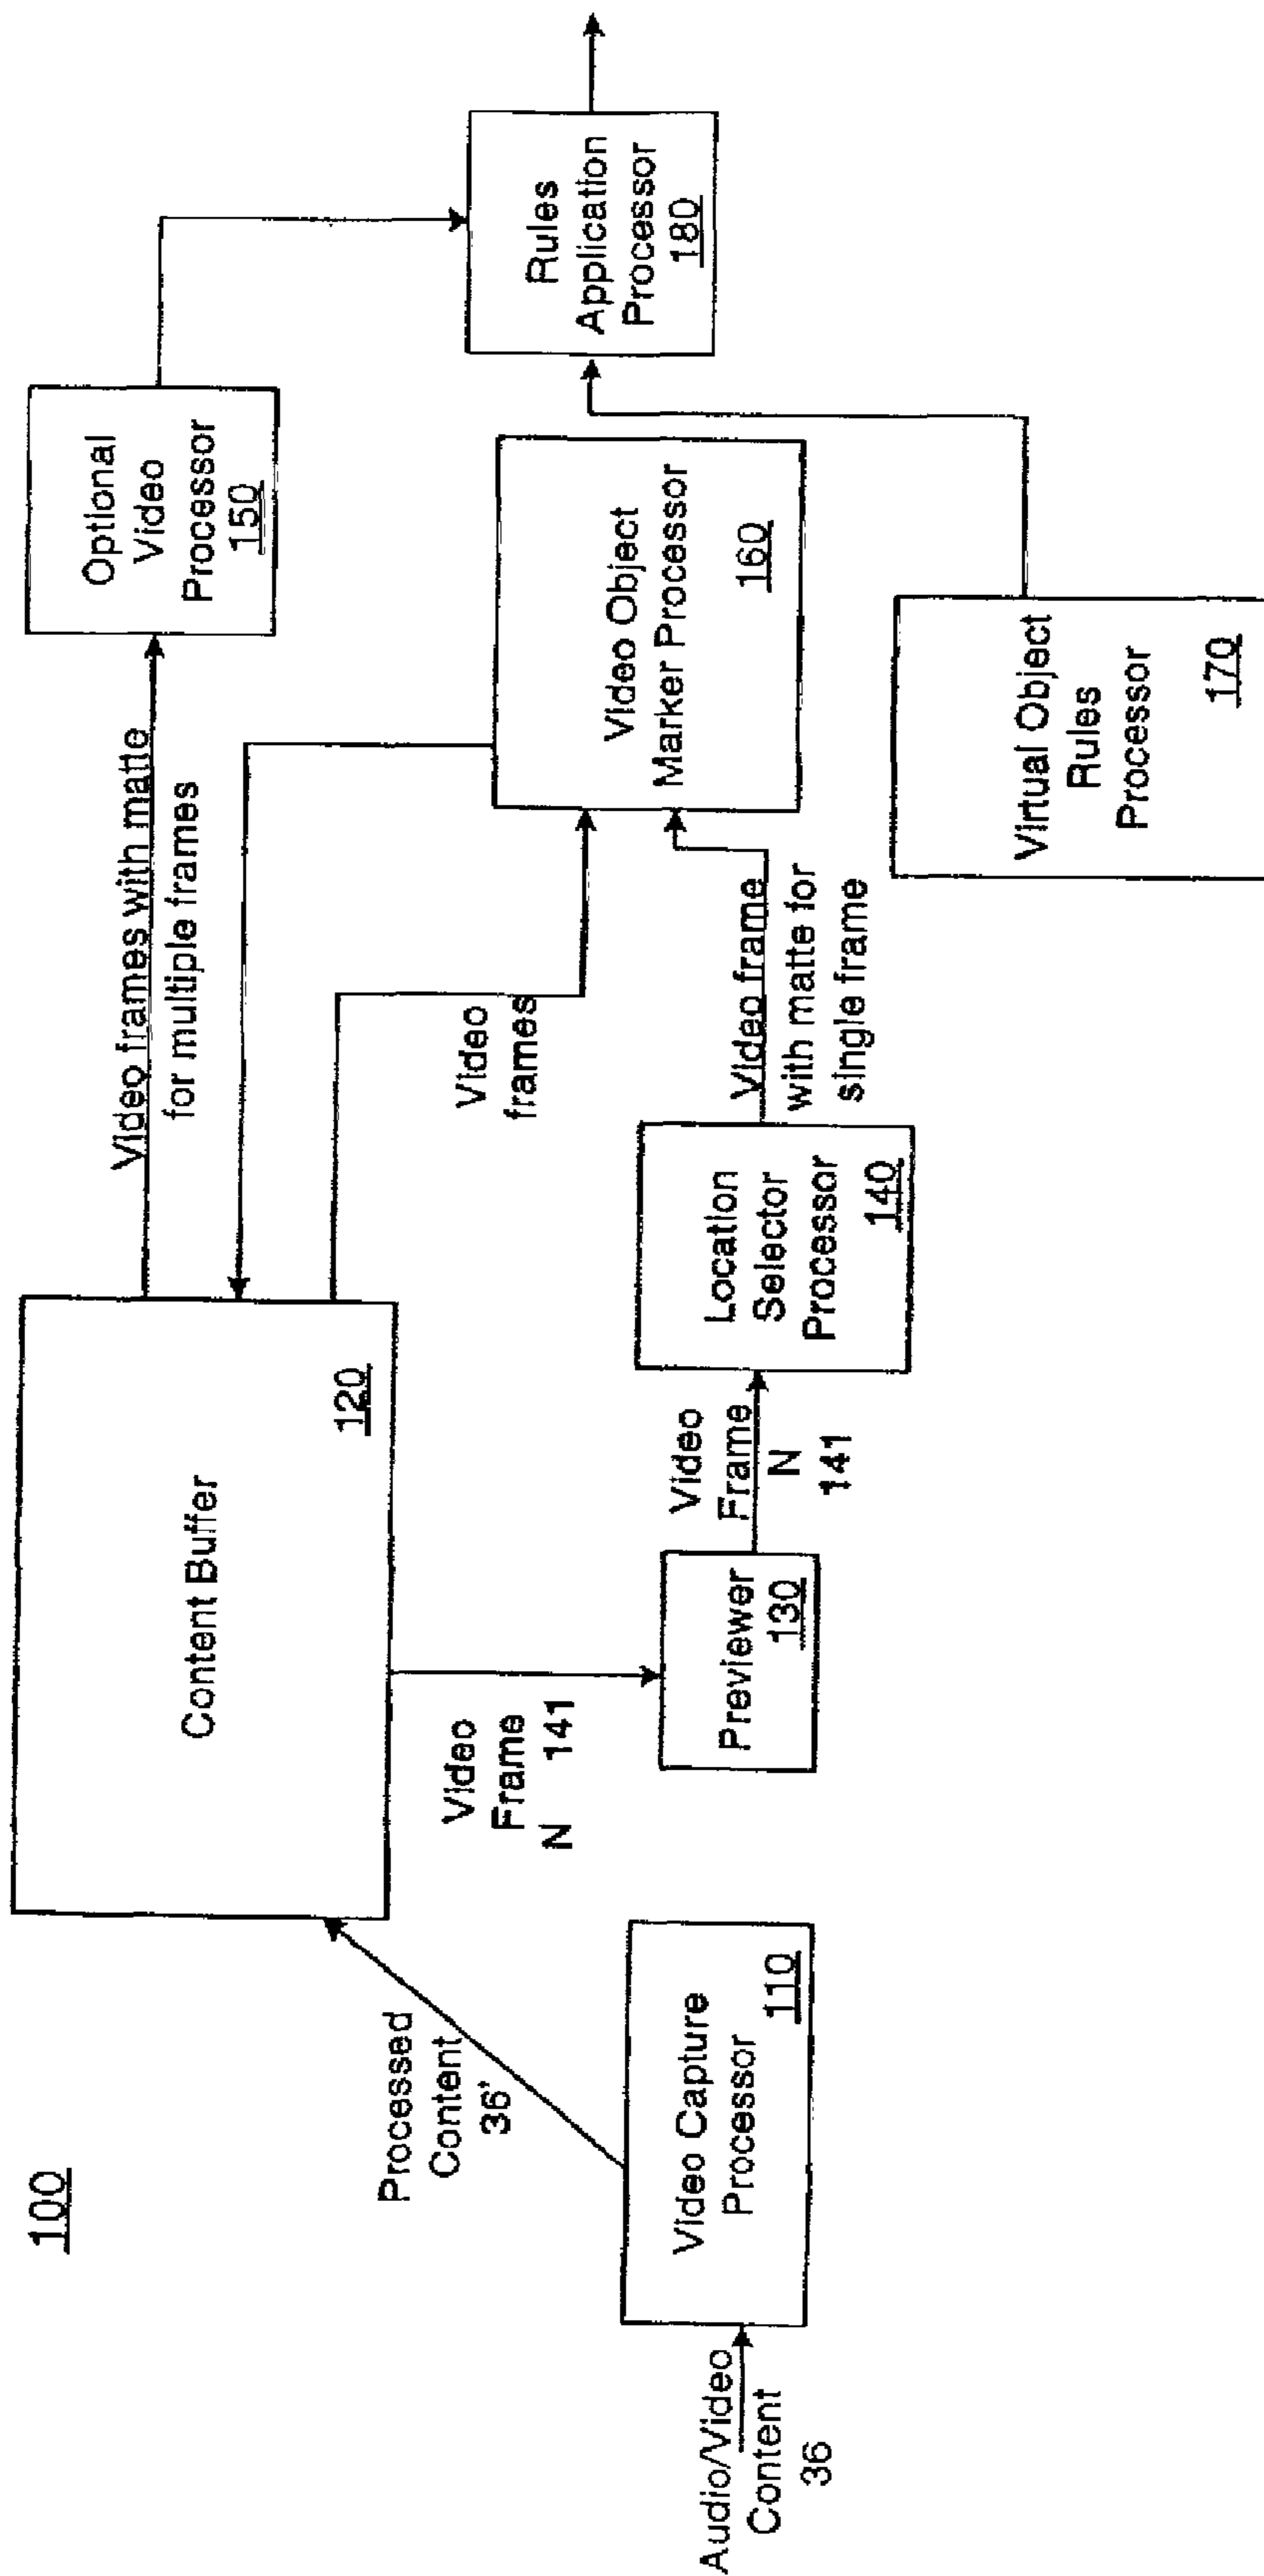 100
Audio/Video
Content
36
Video Capture
Processor
110
Processed
Content
36'
Content Buffer
120
Video
Frame
N 141
Previewer
130
Video
Frame
N
141
Location
Selector
Processor
140
Video frame
with matte for
single frame
Video
frames
Video frames with matte
for multiple frames
Optional
Video
Processor
150
Video Object
Marker Processor
160
Virtual Object
Rules
Processor
170
Rules
Application
Processor
180